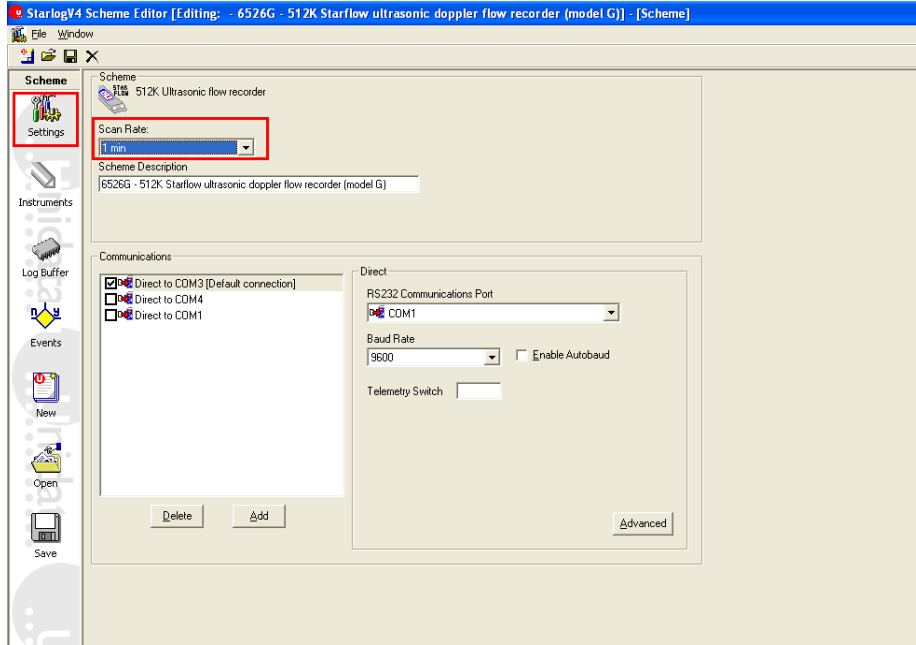 StarlogV4 Scheme Editor [Editing: - 6526G - 512K Starflow ultrasonic doppler flow recorder (model G)] - [Scheme]
File Window
Scheme
Settings
Instruments
Log Buffer
Events
New
Open
Save
Scheme
STAR FLOW 512K Ultrasonic flow recorder
Scan Rate:
1 min
Scheme Description
6526G - 512K Starflow ultrasonic doppler flow recorder (model G)
Communications
Direct to COM3 [Default connection]
Direct to COM4
Direct to COM1
Delete Add
Direct
RS232 Communications Port
COM1
Baud Rate
9600 Enable Autobaud
Telemetry Switch
Advanced